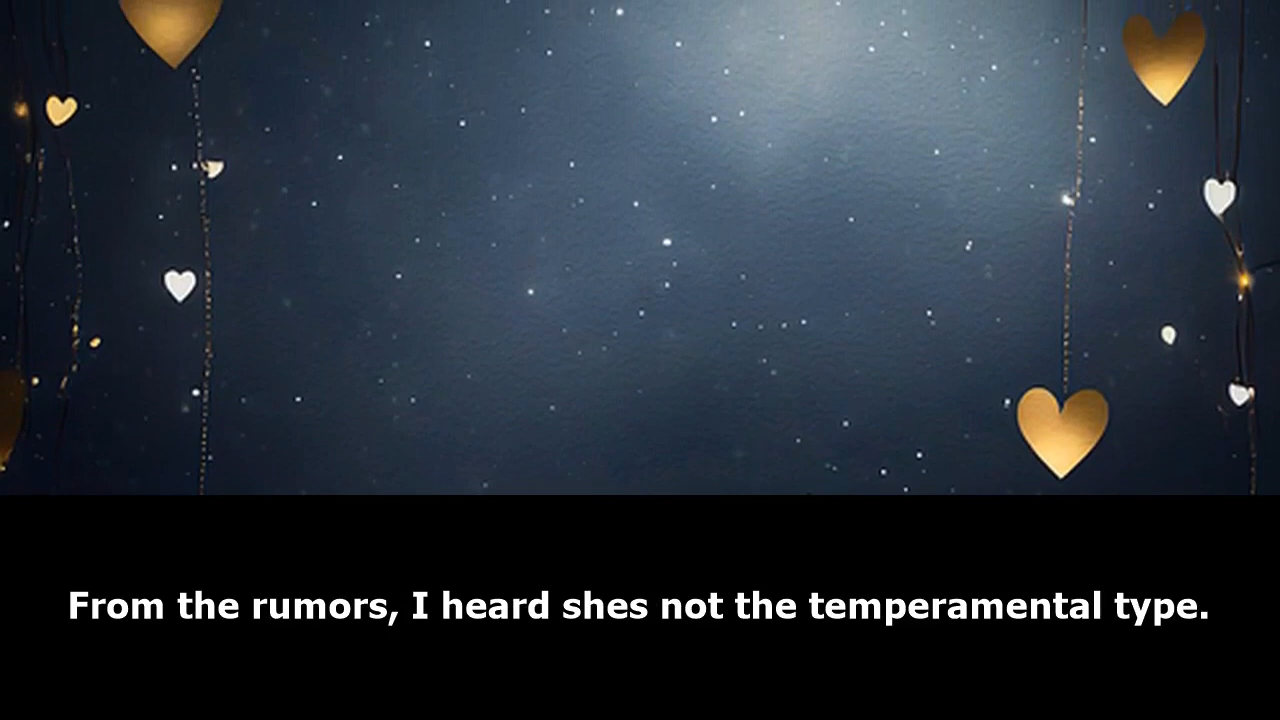 From the rumors, I heard shes not the temperamental type.